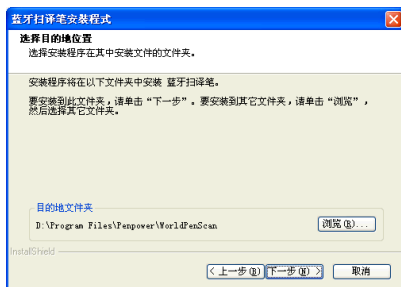 蓝牙扫译笔安装程式
选择目的地位置
选择安装程序在其中安装文件的文件夹。
安装程序将在以下文件夹中安装 蓝牙扫译笔。
要安装到此文件夹，请单击“下一步”。要安装到其它文件夹，请单击“浏览”，
然后选择其它文件夹。
目的地文件夹
D:\Program Files\Penpower\WorldPenScan
浏览(R)...
InstallShield
< 上一步(B) 下一步(N) > 取消